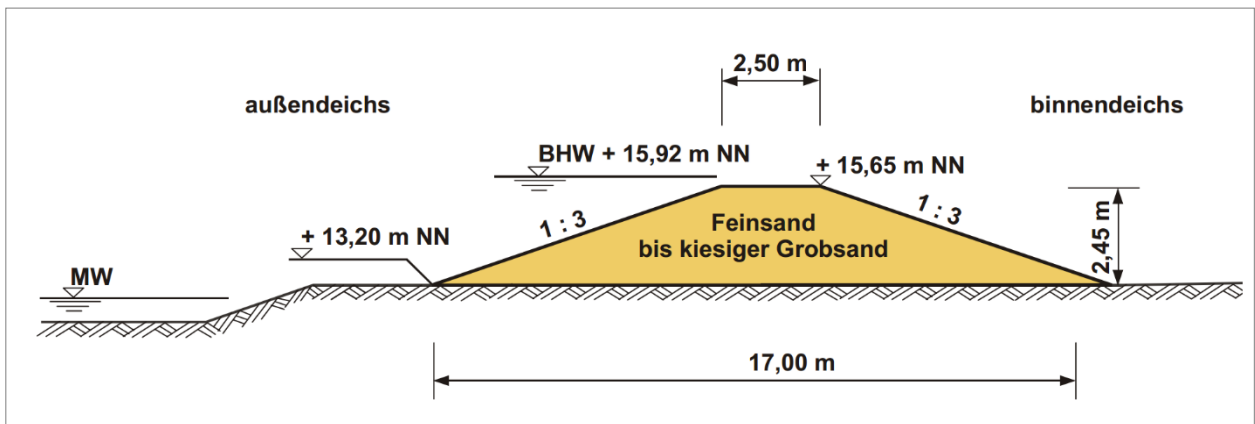 2,50 m
außendeichs
binnendeichs
BHW + 15,92 m NN
+ 15,65 m NN
1 : 3
1 : 3
Feinsand
bis kiesiger Grobsand
2,45 m
+ 13,20 m NN
MW
17,00 m